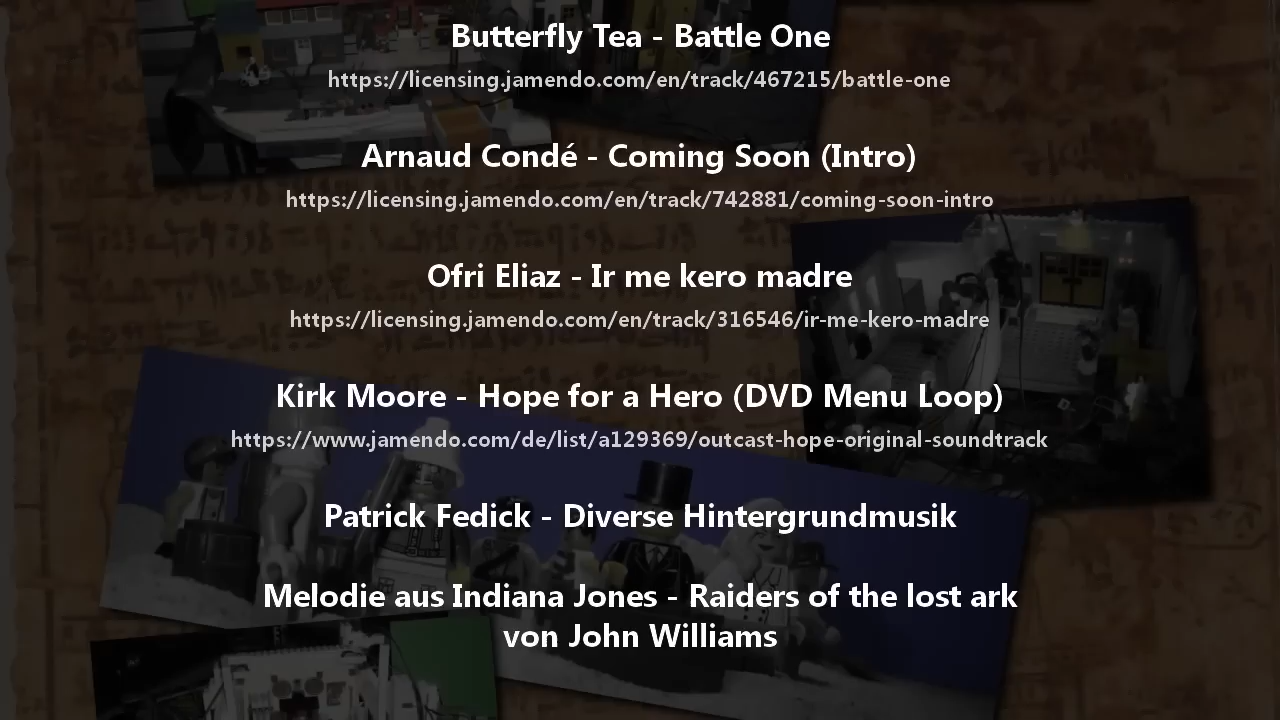 Butterfly Tea - Battle One
https://licensing.jamendo.com/en/track/467215/battle-one
Arnaud Condé - Coming Soon (Intro)
https://licensing.jamendo.com/en/track/742881/coming-soon-intro
Ofri Eliaz - Ir me kero madre
https://licensing.jamendo.com/en/track/316546/ir-me-kero-madre
Kirk Moore - Hope for a Hero (DVD Menu Loop)
https://www.jamendo.com/de/list/a129369/outcast-hope-original-soundtrack
Patrick Fedick - Diverse Hintergrundmusik
Melodie aus Indiana Jones - Raiders of the lost ark
von John Williams